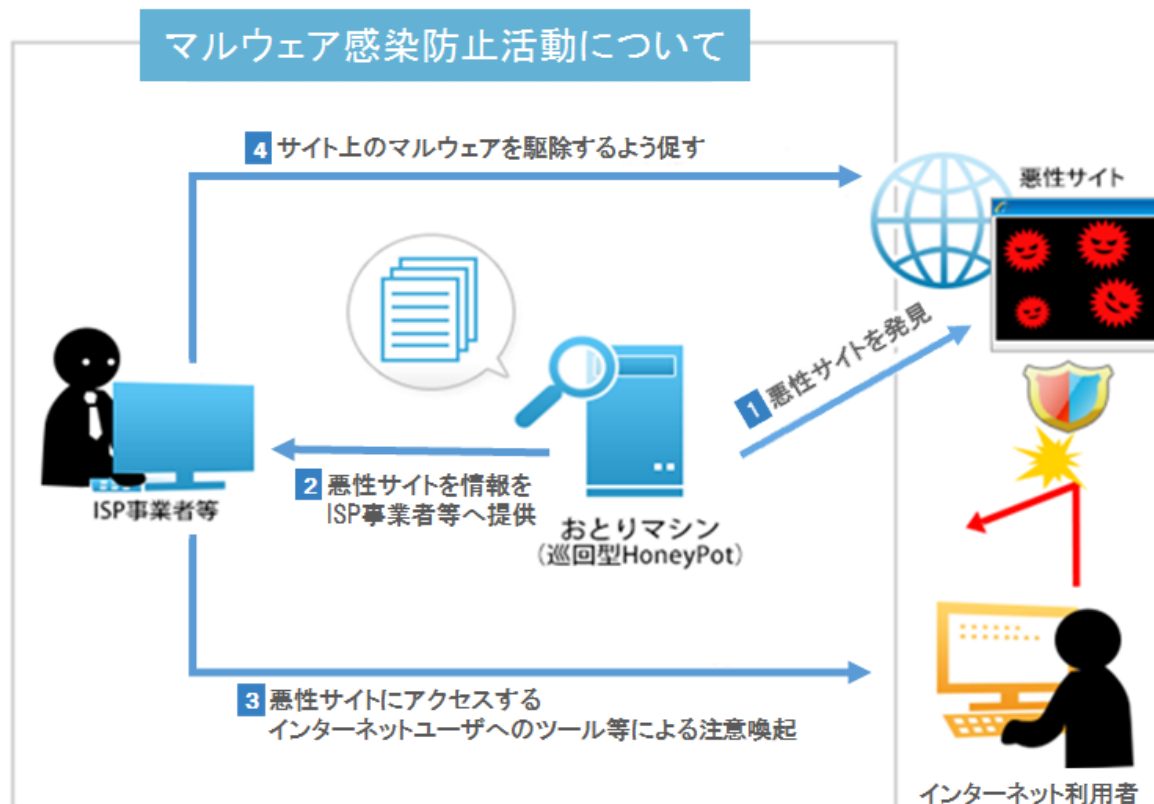 マルウェア感染防止活動について
4 サイト上のマルウェアを駆除するよう促す
悪性サイト
1 悪性サイトを発見
ISP事業者等
2 悪性サイトを情報を
ISP事業者等へ提供
おとりマシン
(巡回型HoneyPot)
3 悪性サイトにアクセスする
インターネットユーザへのツール等による注意喚起
インターネット利用者